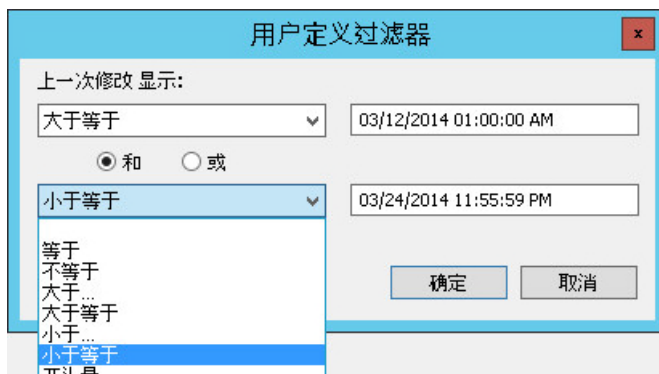 用户定义过滤器
x
上一次修改 显示:
大于等于
03/12/2014 01:00:00 AM
和 或
小于等于
03/24/2014 11:55:59 PM
等于
不等于
大于...
大于等于
小于...
小于等于
确定 取消